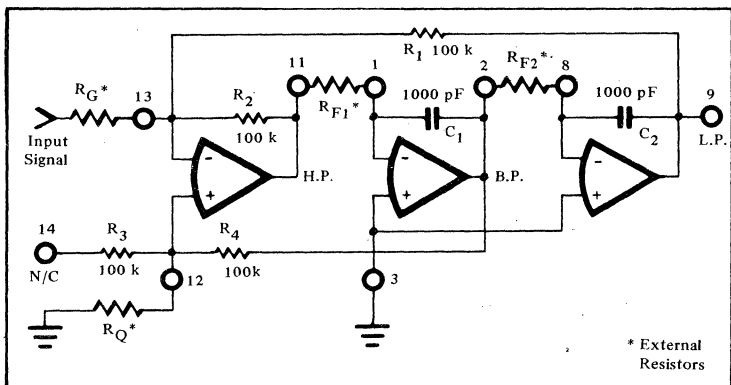 R1 100 k
11
1
2
RF2*
8
RG*
13
R2
RF1*
1000 pF
1000 pF
9
Input
Signal
100 k
C1
C2
L.P.
-
+
H.P.
-
+
B.P.
-
+
14
R3
R4
N/C
100 k
100k
12
3
RQ*
* External
Resistors